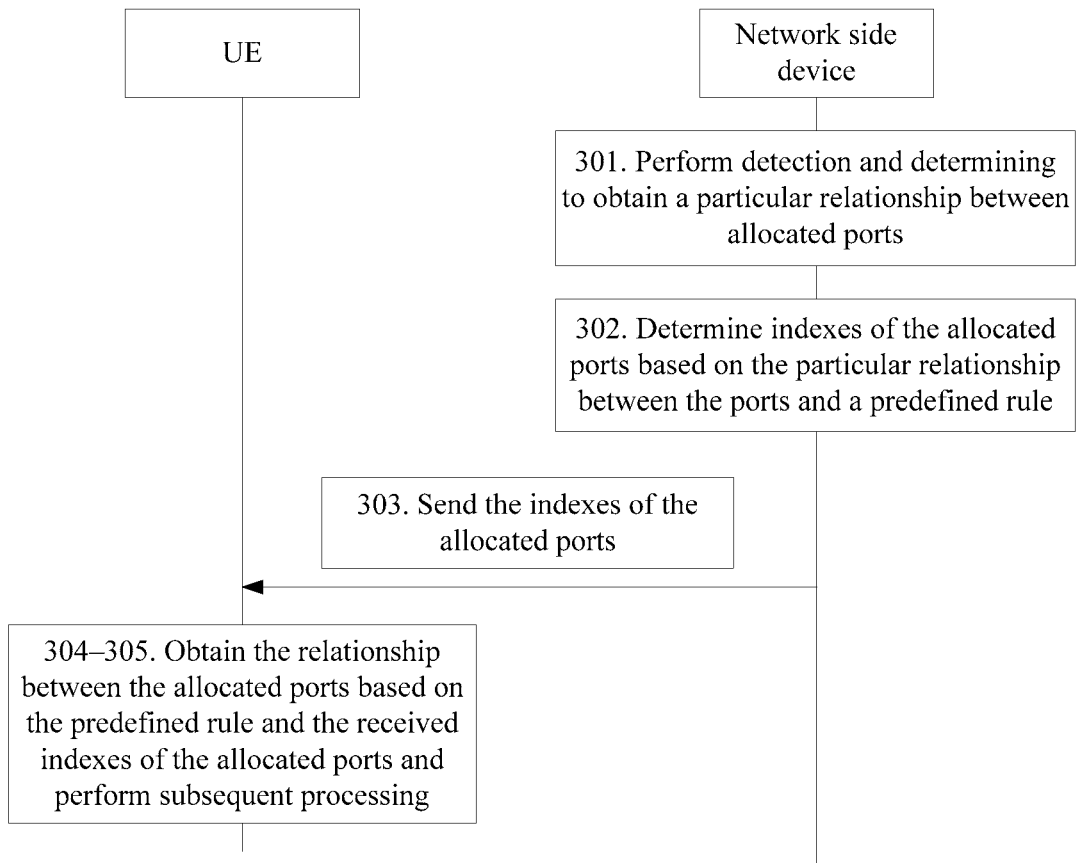 UE
Network side
device
301. Perform detection and determining
to obtain a particular relationship between
allocated ports
302. Determine indexes of the allocated
ports based on the particular relationship
between the ports and a predefined rule
303. Send the indexes of the
allocated ports
304–305. Obtain the relationship
between the allocated ports based on
the predefined rule and the received
indexes of the allocated ports and
perform subsequent processing